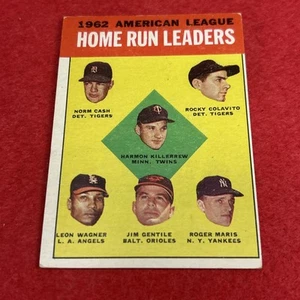 1962 AMERICAN LEAGUE
HOME RUN LEADERS
NORM CASH
DET. TIGERS
ROCKY COLAVITO
DET. TIGERS
HARMON KILLEBREW
MINN. TWINS
LEON WAGNER
L. A. ANGELS
JIM GENTILE
BALT. ORIOLES
ROGER MARIS
N. Y. YANKEES